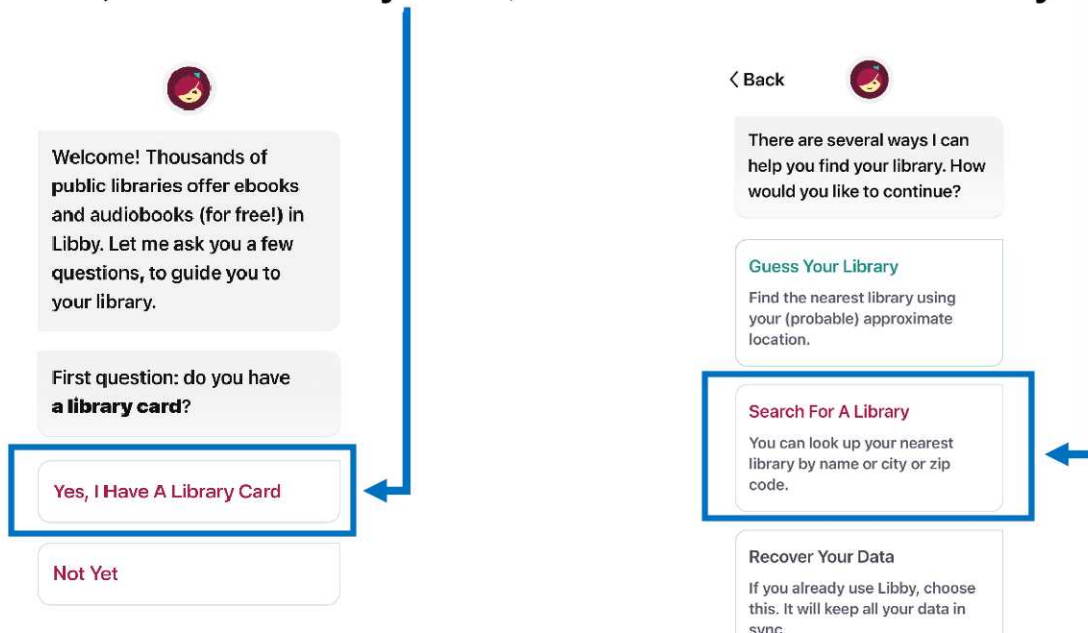 Welcome! Thousands of
public libraries offer ebooks
and audiobooks (for free!) in
Libby. Let me ask you a few
questions, to guide you to
your library.
First question: do you have
a library card?
Yes, I Have A Library Card
Not Yet
Back
There are several ways I can
help you find your library. How
would you like to continue?
Guess Your Library
Find the nearest library using
your (probable) approximate
location.
Search For A Library
You can look up your nearest
library by name or city or zip
code.
Recover Your Data
If you already use Libby, choose
this. It will keep all your data in
sync.